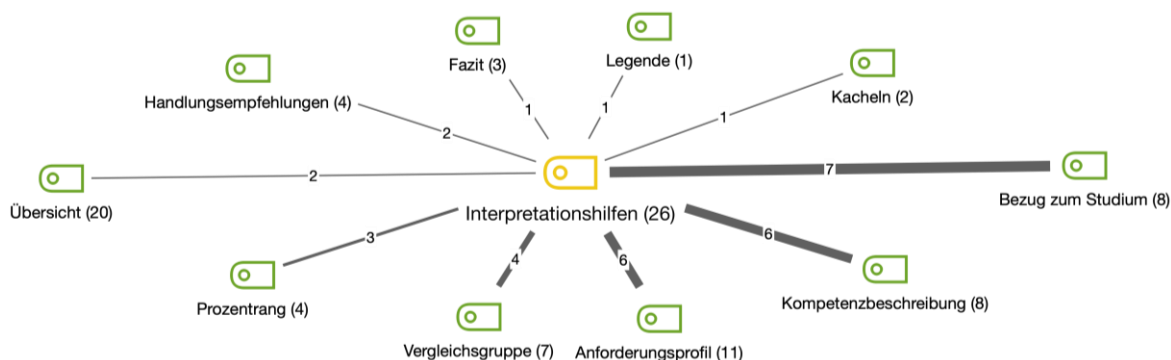 Fazit (3)
Legende (1)
Kacheln (2)
Handlungsempfehlungen (4)
1
1
1
2
2
7
Übersicht (20)
Interpretationshilfen (26)
Bezug zum Studium (8)
3
4
6
6
Prozentrang (4)
Kompetenzbeschreibung (8)
Vergleichsgruppe (7)
Anforderungsprofil (11)